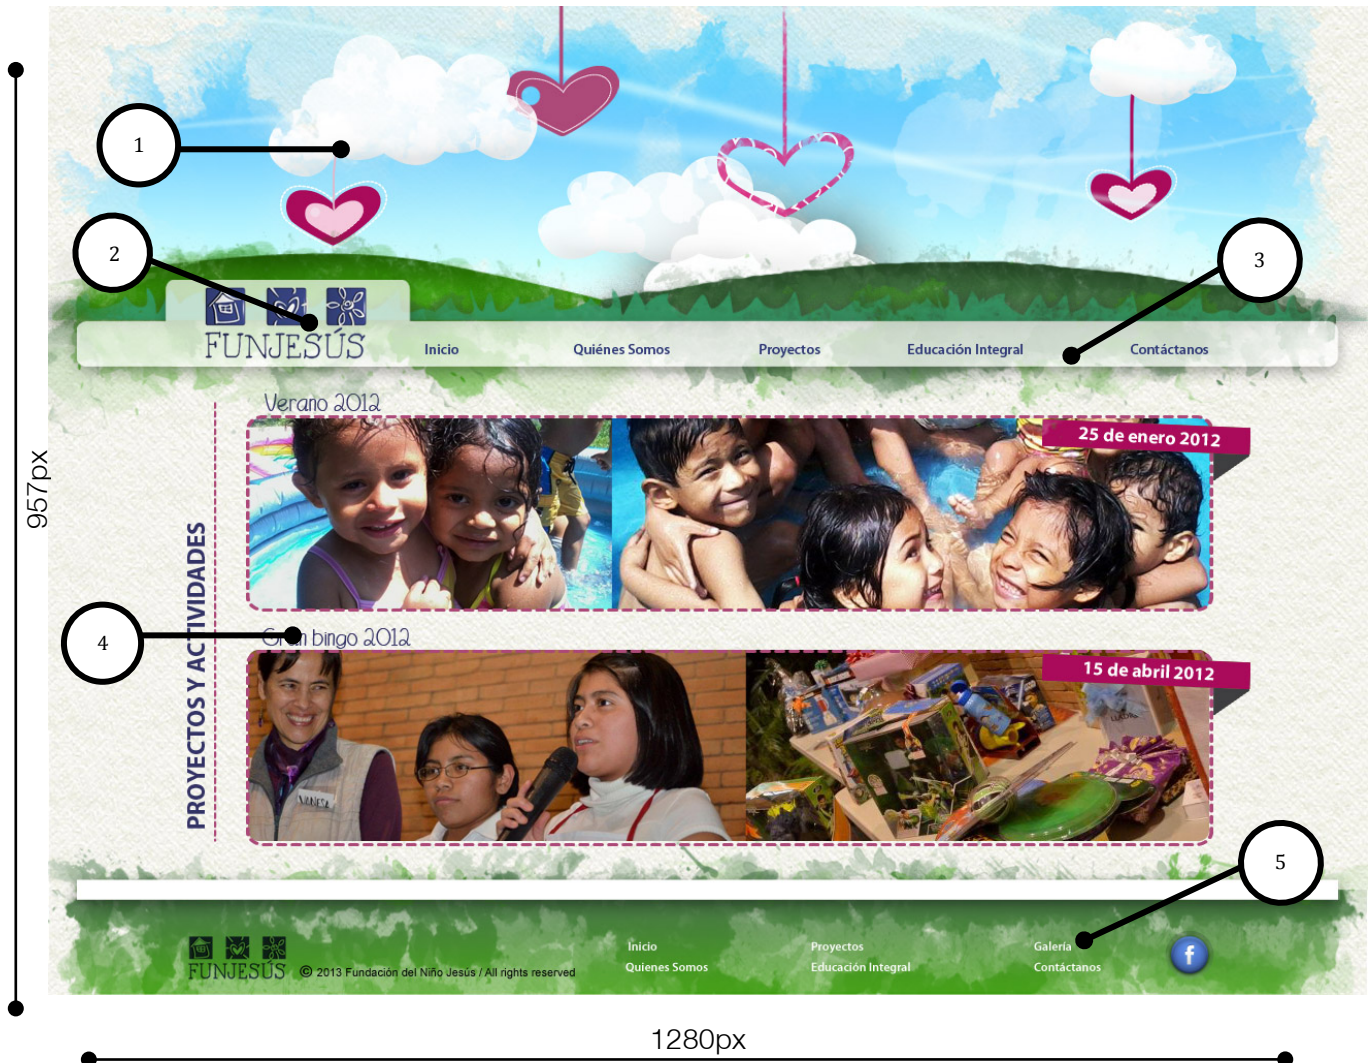 1
2
3
FUNJESÚS
Inicio
Quiénes Somos
Proyectos
Educación Integral
Contáctanos
Verano 2012
25 de enero 2012
957px
PROYECTOS Y ACTIVIDADES
4
Gran bingo 2012
15 de abril 2012
5
FUNJESÚS
© 2013 Fundación del Niño Jesús / All rights reserved
Inicio
Quienes Somos
Proyectos
Educación Integral
Galería
Contáctanos
f
1280px